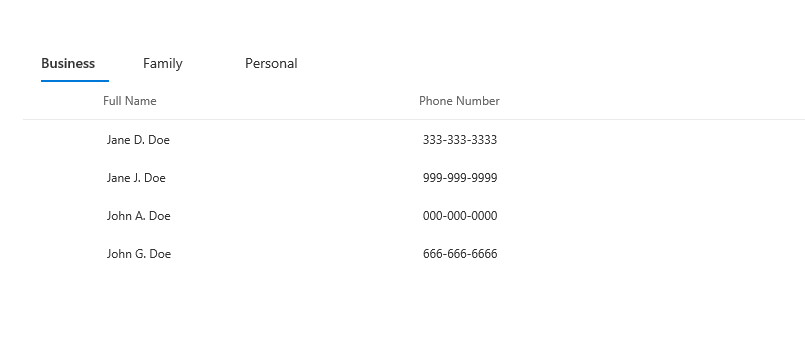 Business Family Personal
Full Name Phone Number
Jane D. Doe 333-333-3333
Jane J. Doe 999-999-9999
John A. Doe 000-000-0000
John G. Doe 666-666-6666